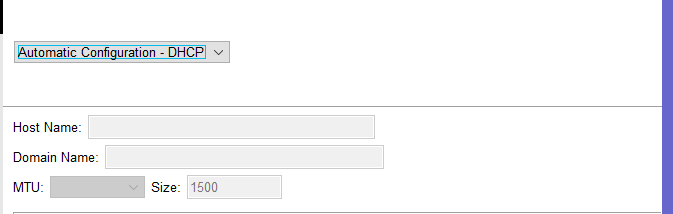 Automatic Configuration - DHCP
Host Name:
Domain Name:
MTU: Size: 1500